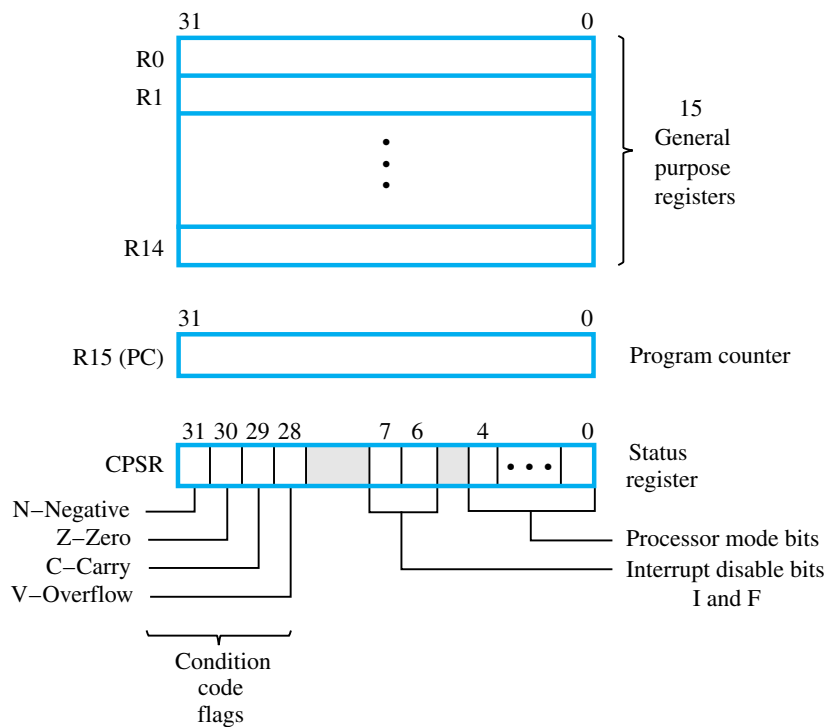 31 0
R0
R1
15
General
purpose
registers
R14
31 0
R15 (PC)
Program counter
31 30 29 28 7 6 4 0
CPSR
Status
register
N–Negative
Z–Zero
C–Carry
V–Overflow
Processor mode bits
Interrupt disable bits
I and F
Condition
code
flags